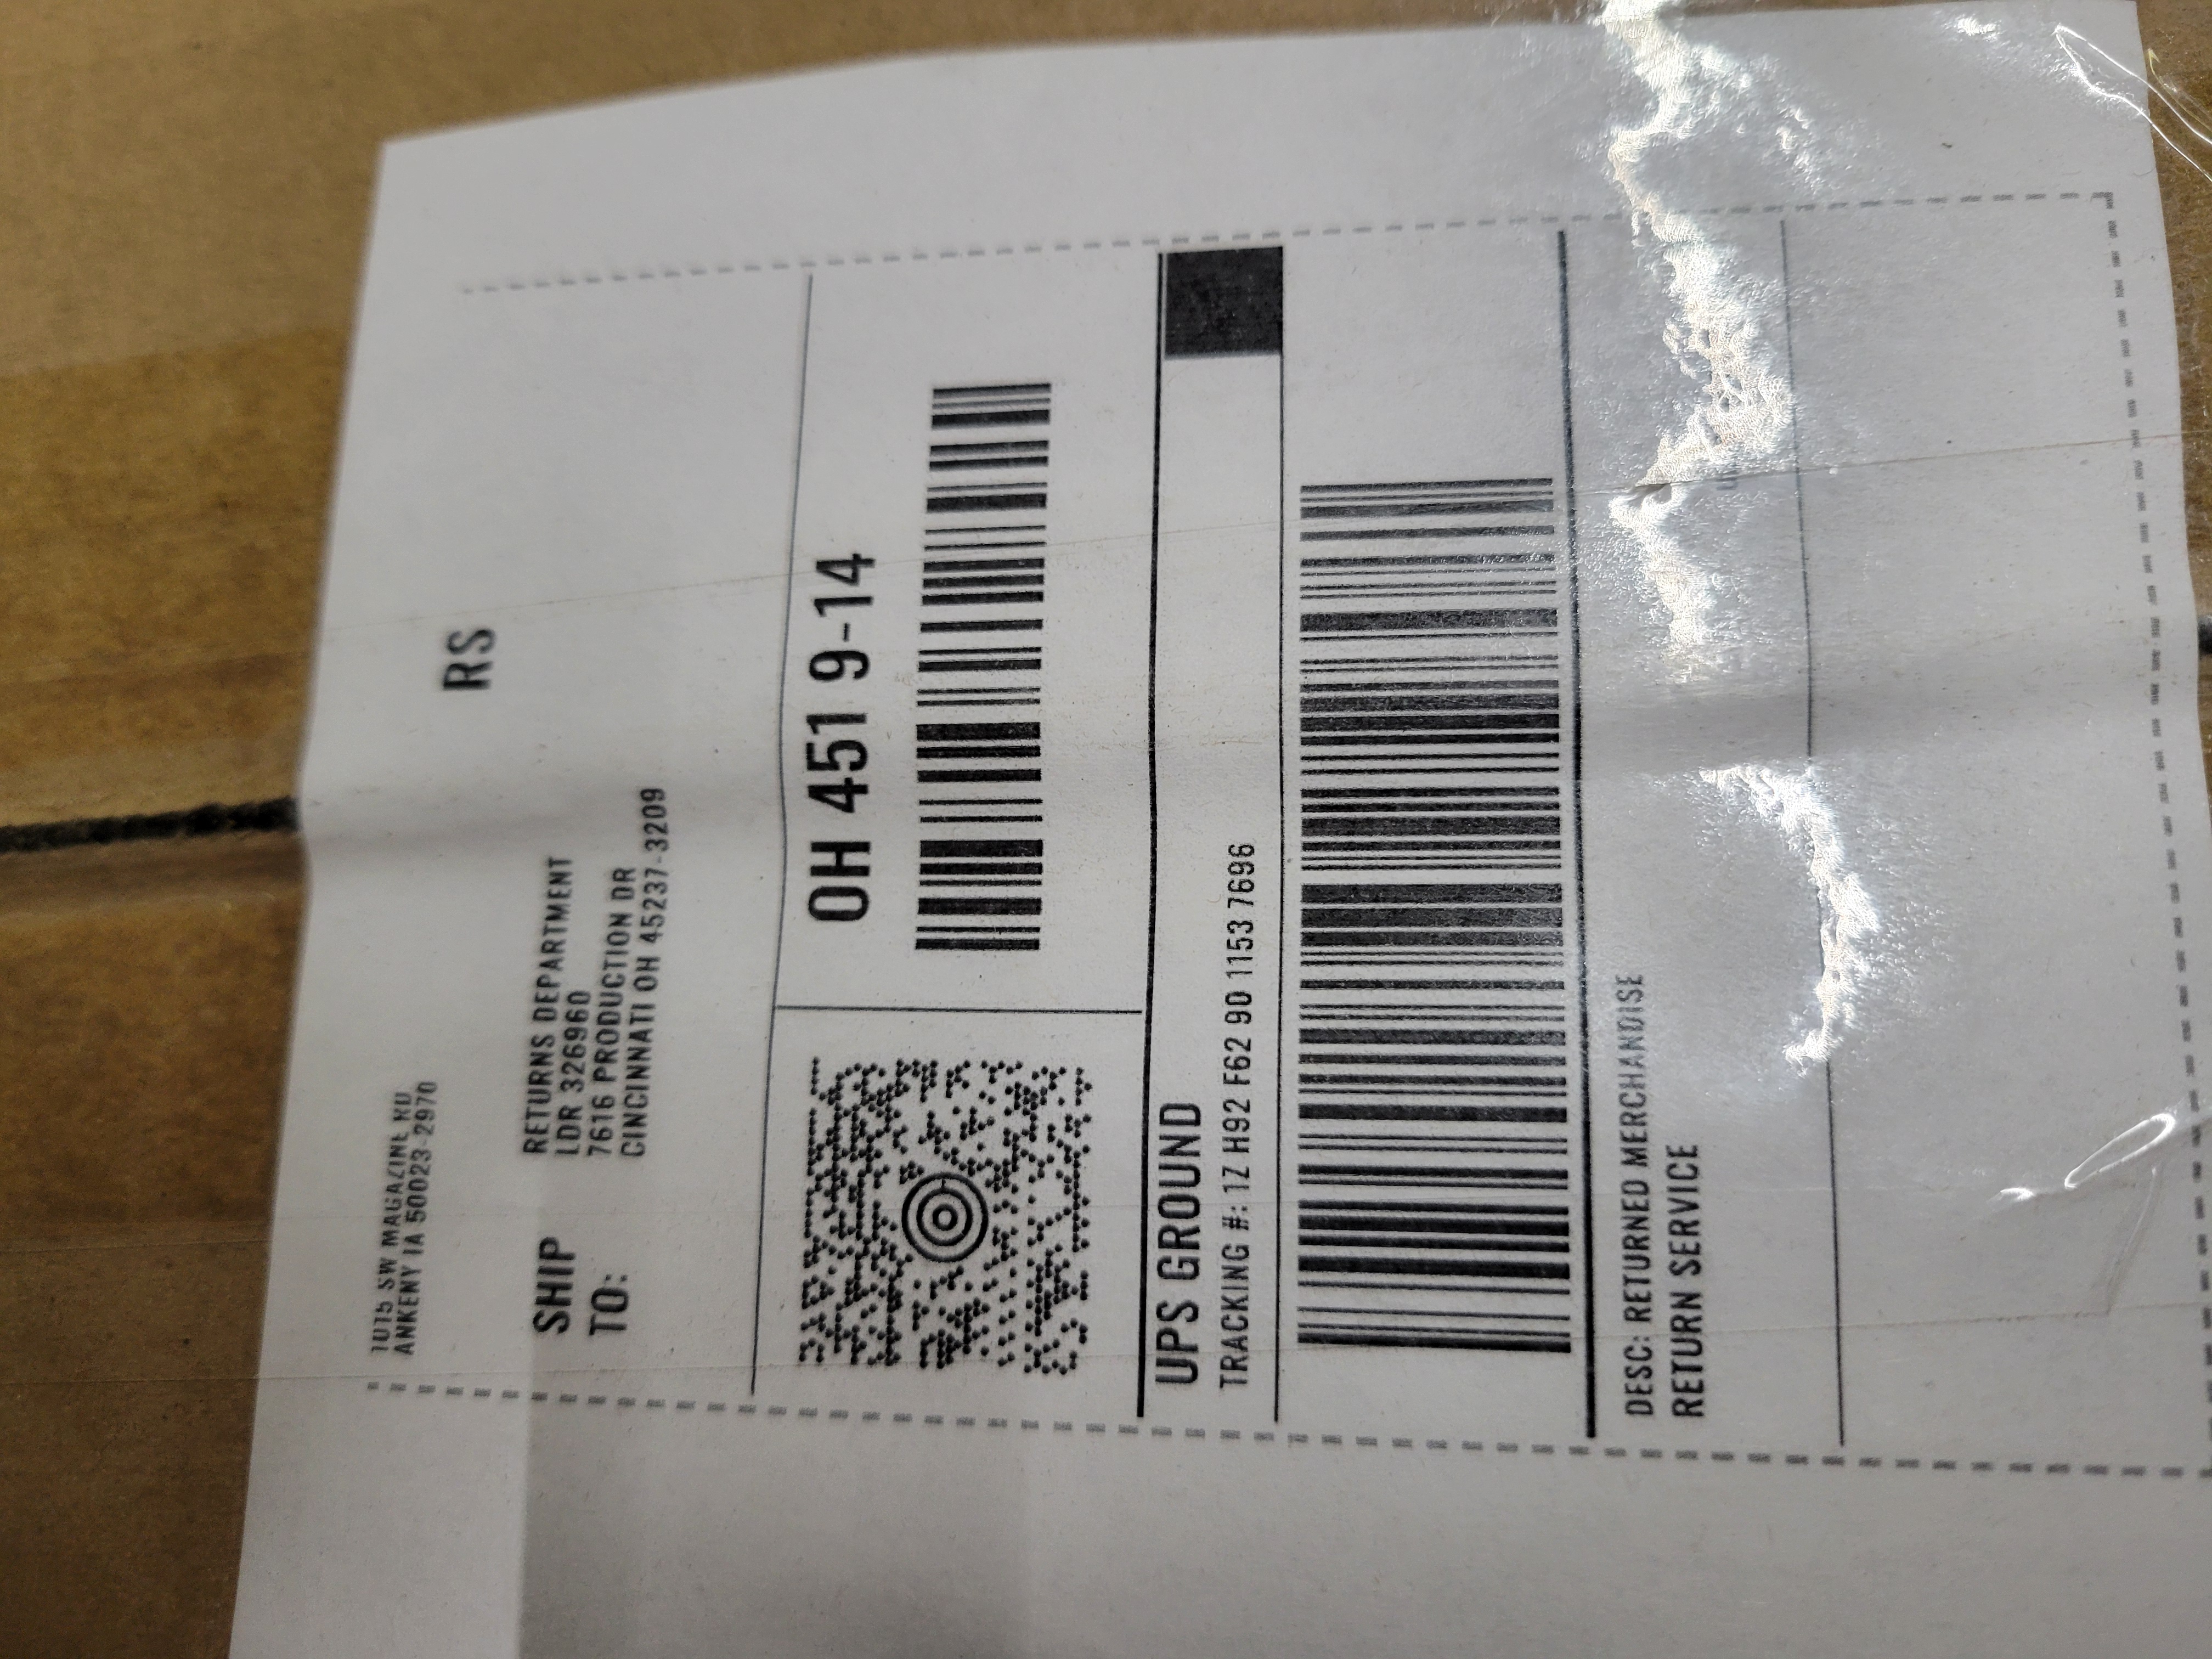 1015 SW MAGAZINE RD
ANKENY IA 50023-2970
RS
SHIP
TO:
RETURNS DEPARTMENT
LDR 326960
7616 PRODUCTION DR
CINCINNATI OH 45237-3209
OH 451 9-14
UPS GROUND
TRACKING #: 1Z H92 F62 90 1153 7696
DESC: RETURNED MERCHANDISE
RETURN SERVICE